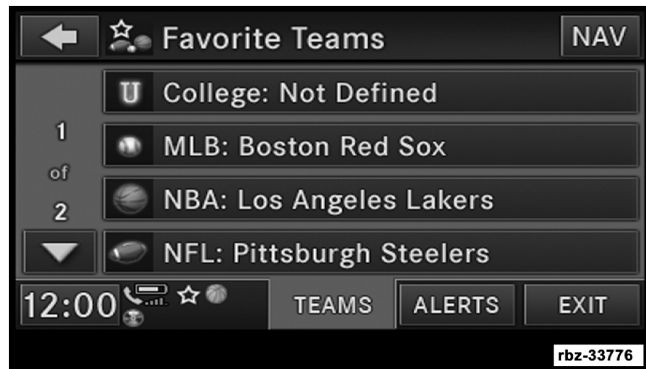 Favorite Teams
NAV
U College: Not Defined
1
of
2
MLB: Boston Red Sox
NBA: Los Angeles Lakers
NFL: Pittsburgh Steelers
12:00
TEAMS
ALERTS
EXIT
rbz-33776